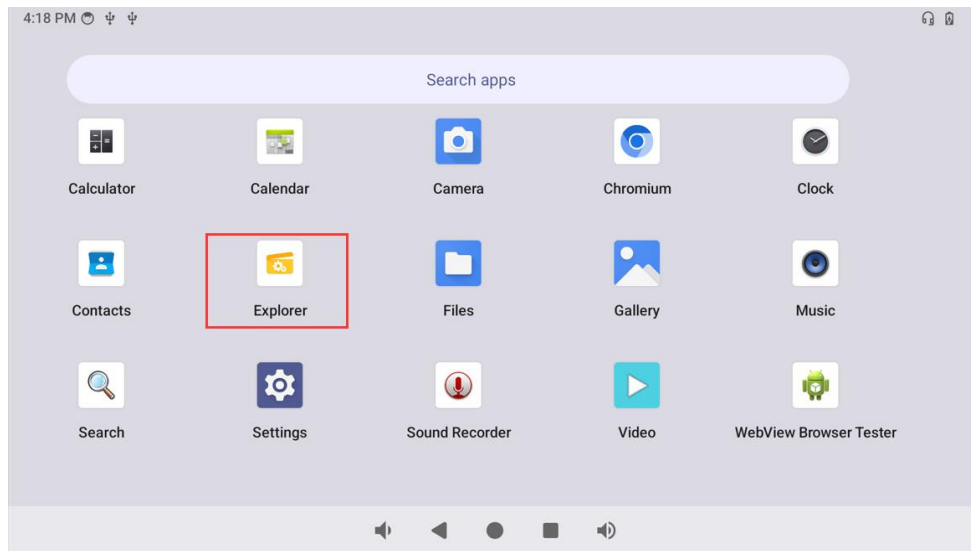 4:18 PM
Search apps
Calculator Calendar Camera Chromium Clock
Contacts Explorer Files Gallery Music
Search Settings Sound Recorder Video WebView Browser Tester